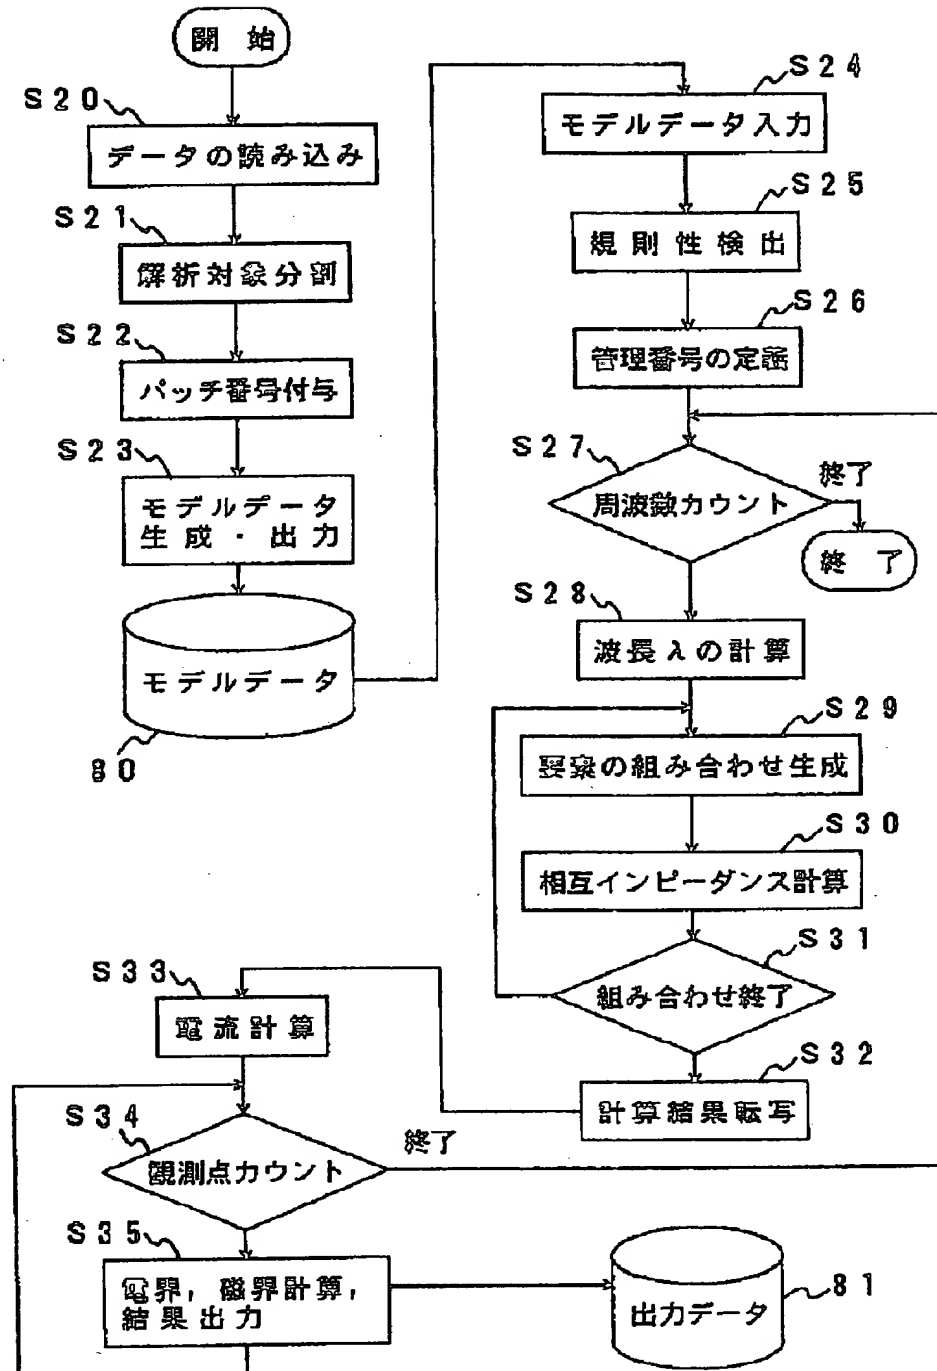 開 始
S20
データの読み込み
S21
解析対象分割
S22
パッチ番号付与
S23
モデルデータ
生成・出力
モデルデータ
80
S24
モデルデータ入力
S25
規則性検出
S26
管理番号の定義
S27
周波数カウント
終了
終 了
S28
波長λの計算
S29
要素の組み合わせ生成
S30
相互インピーダンス計算
S31
組み合わせ終了
S32
計算結果転写
S33
電流計算
S34
観測点カウント
終了
S35
電界,磁界計算,
結果出力
出力データ
81